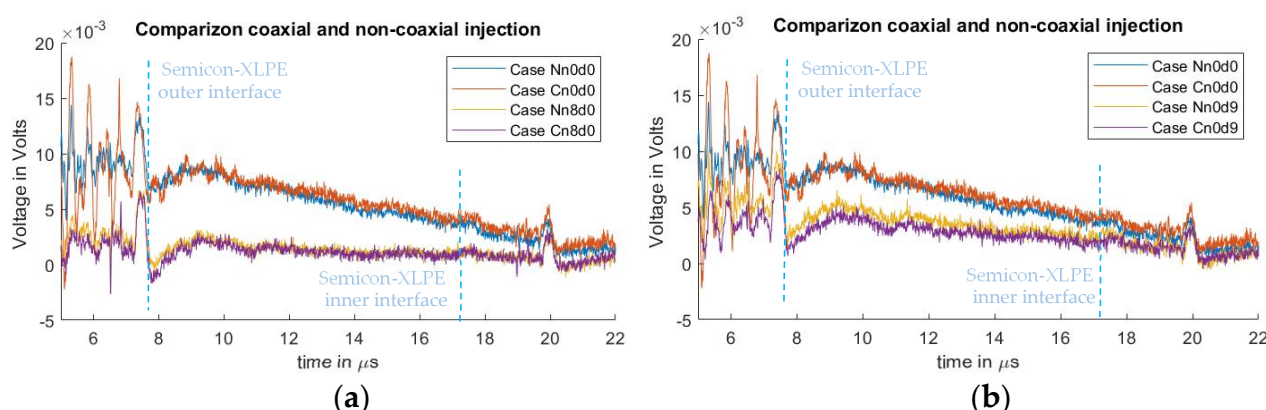 Comparizon coaxial and non-coaxial injection
×10⁻³
20
15
10
5
0
-5
Voltage in Volts
Semicon-XLPE
outer interface
Case Nn0d0
Case Cn0d0
Case Nn8d0
Case Cn8d0
Semicon-XLPE
inner interface
6 8 10 12 14 16 18 20 22
time in μs
(a)
Comparizon coaxial and non-coaxial injection
×10⁻³
20
15
10
5
0
-5
Voltage in Volts
Semicon-XLPE
outer interface
Case Nn0d0
Case Cn0d0
Case Nn0d9
Case Cn0d9
Semicon-XLPE
inner interface
6 8 10 12 14 16 18 20 22
time in μs
(b)